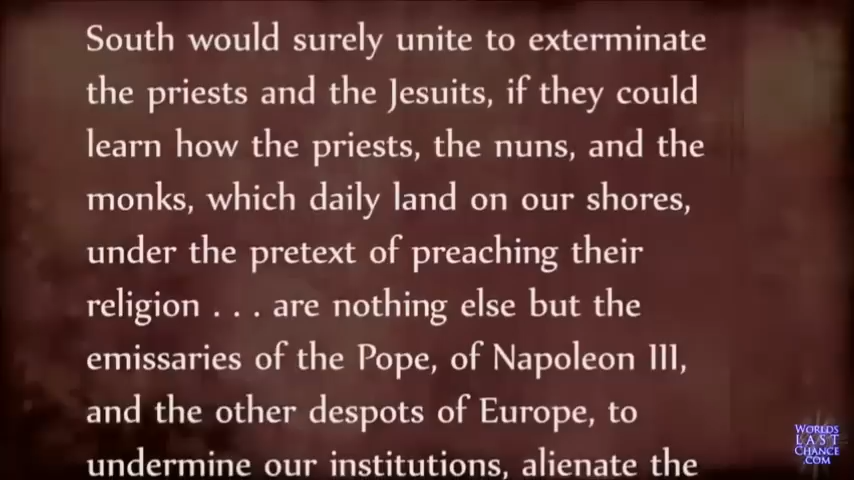 South would surely unite to exterminate
the priests and the Jesuits, if they could
learn how the priests, the nuns, and the
monks, which daily land on our shores,
under the pretext of preaching their
religion . . . are nothing else but the
emissaries of the Pope, of Napoleon III,
and the other despots of Europe, to
undermine our institutions, alienate the
WORLDS
LAST
CHANCE
.COM